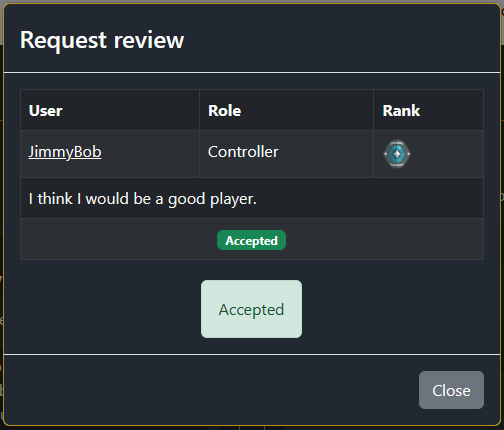 Request review
User Role Rank
JimmyBob Controller
I think I would be a good player.
Accepted
Accepted
Close